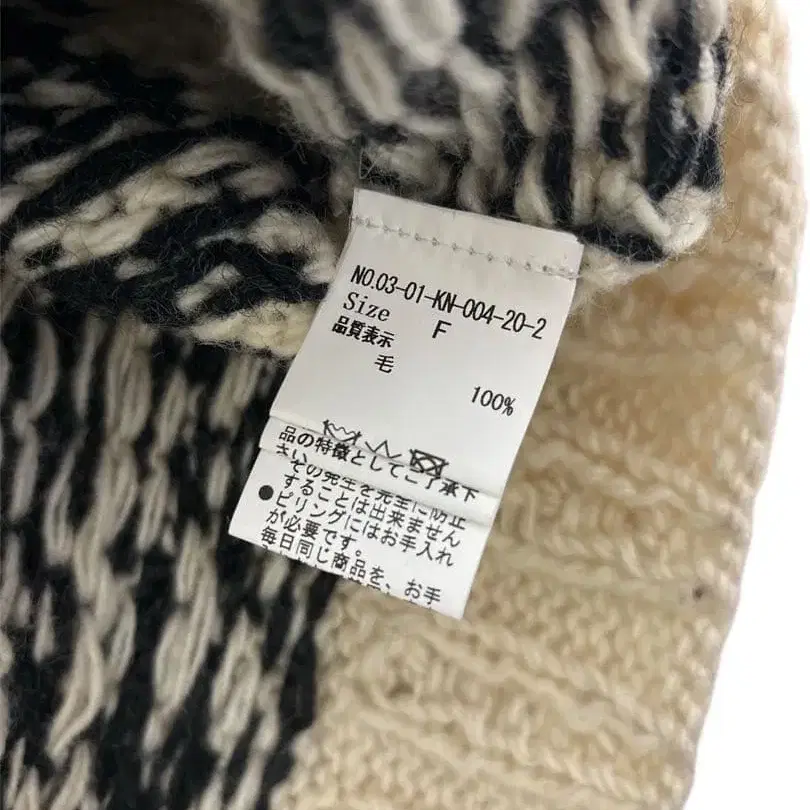 NO.03-01-KN-004-20-2
Size F
品質表示
毛
100%
品の特徴としてご了承下
さい。
その発生を完全に防止
することは出来ません
●ピリングにはお手入れ
が必要です。
毎日同じ商品を、お手